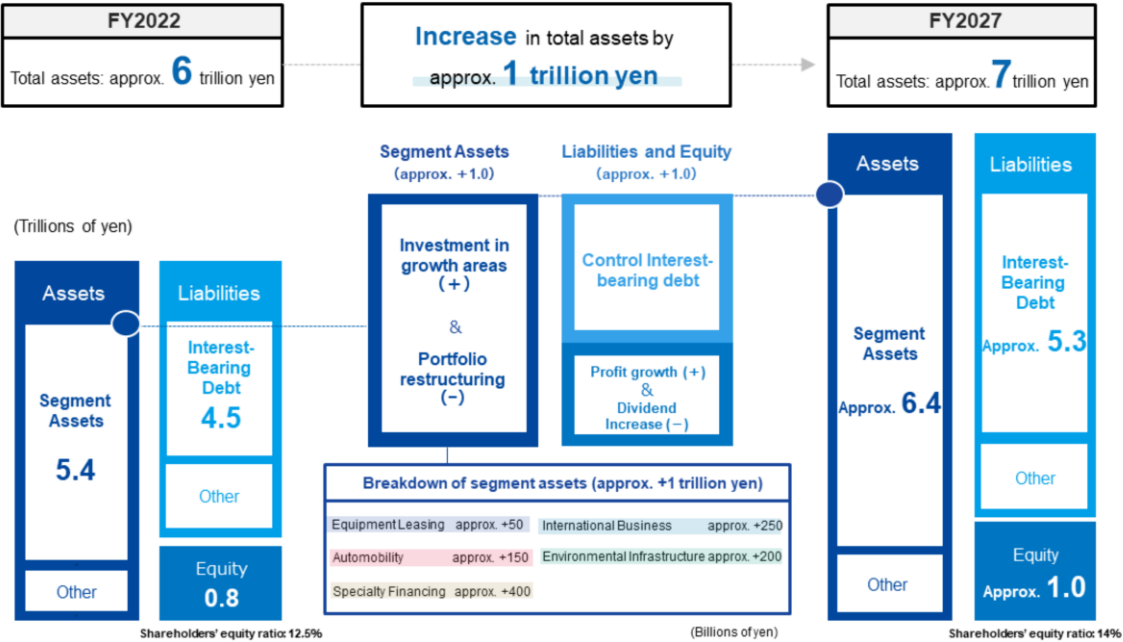 FY2022
Total assets: approx. 6 trillion yen
Increase in total assets by
approx. 1 trillion yen
FY2027
Total assets: approx. 7 trillion yen
(Trillions of yen)
Assets
Segment
Assets
5.4
Other
Liabilities
Interest-
Bearing
Debt
4.5
Other
Equity
0.8
Shareholders' equity ratio: 12.5%
Segment Assets
(approx. +1.0)
Investment in
growth areas
(+)
&
Portfolio
restructuring
(−)
Liabilities and Equity
(approx. +1.0)
Control Interest-
bearing debt
Profit growth (+)
&
Dividend
Increase (−)
Breakdown of segment assets (approx. +1 trillion yen)
Equipment Leasing approx. +50
International Business approx. +250
Automobility approx. +150
Environmental Infrastructure approx. +200
Specialty Financing approx. +400
(Billions of yen)
Assets
Segment
Assets
Approx. 6.4
Other
Liabilities
Interest-
Bearing
Debt
Approx. 5.3
Other
Equity
Approx. 1.0
Shareholders' equity ratio: 14%